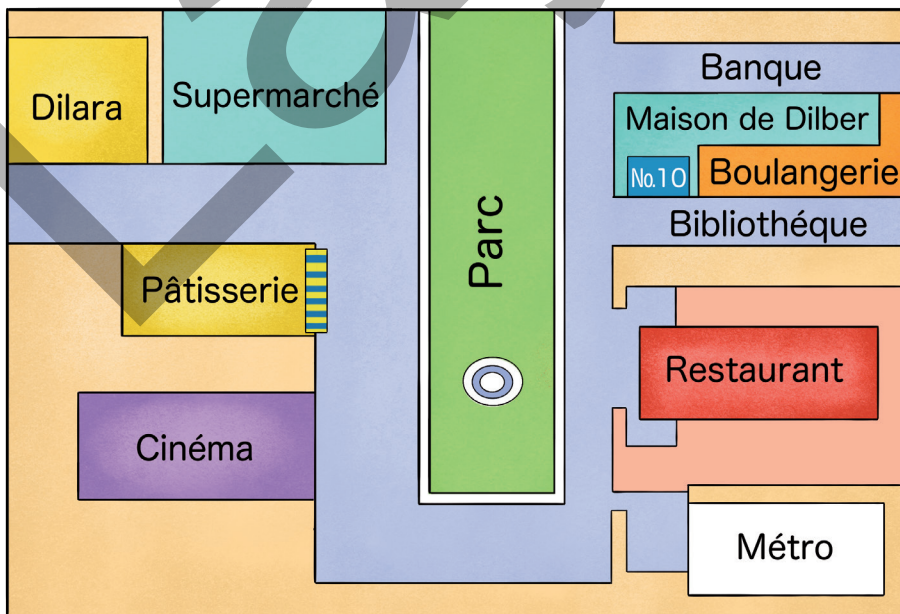 Banque
Dilara
Supermarché
Maison de Dilber
No.10
Boulangerie
Parc
Bibliothéque
Pâtisserie
Restaurant
Cinéma
Métro